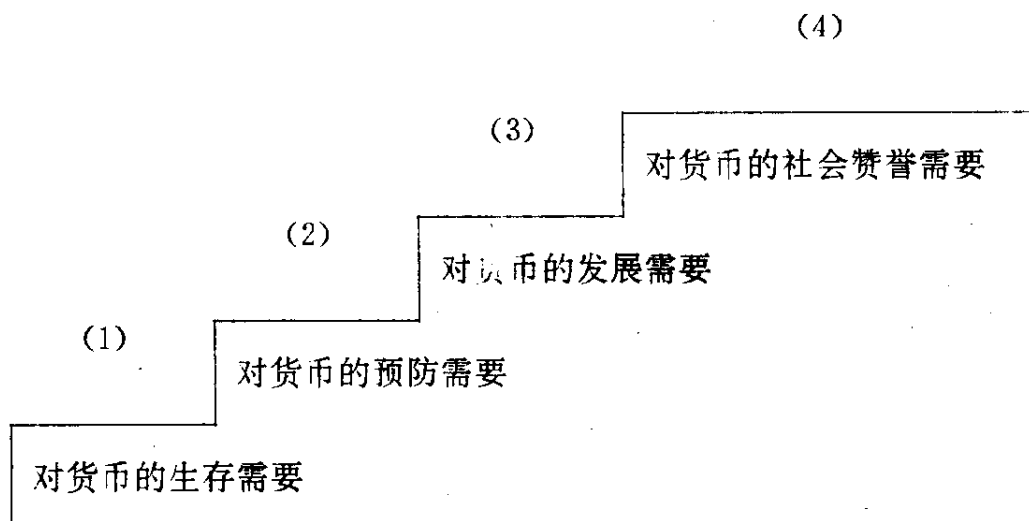 (4)
(3)
对货币的社会赞誉需要
(2)
对货币的发展需要
(1)
对货币的预防需要
对货币的生存需要